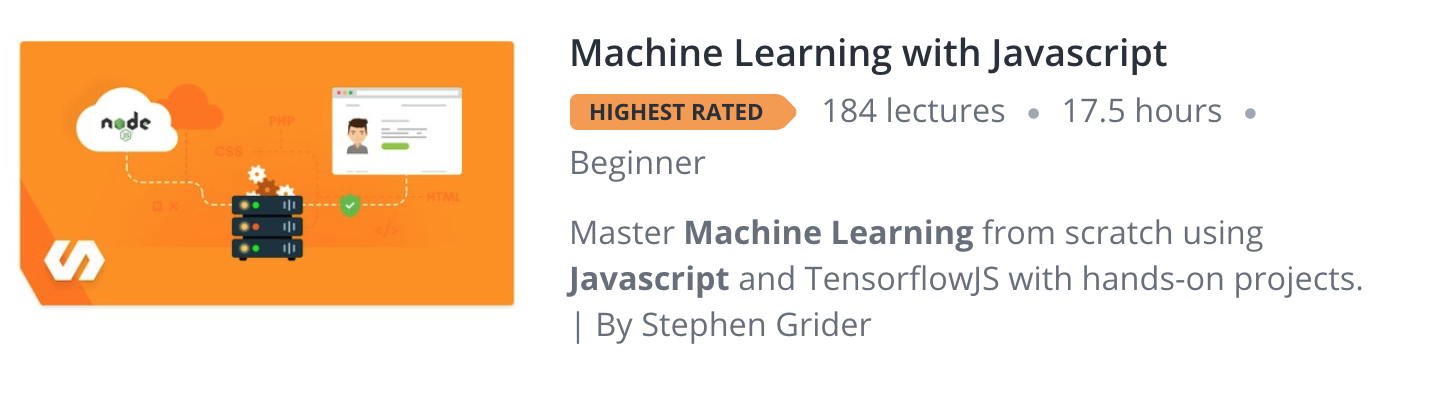 Machine Learning with Javascript
HIGHEST RATED 184 lectures • 17.5 hours •
Beginner
Master Machine Learning from scratch using
Javascript and TensorflowJS with hands-on projects.
| By Stephen Grider
node
JS
PHP
CSS
HTML
</>